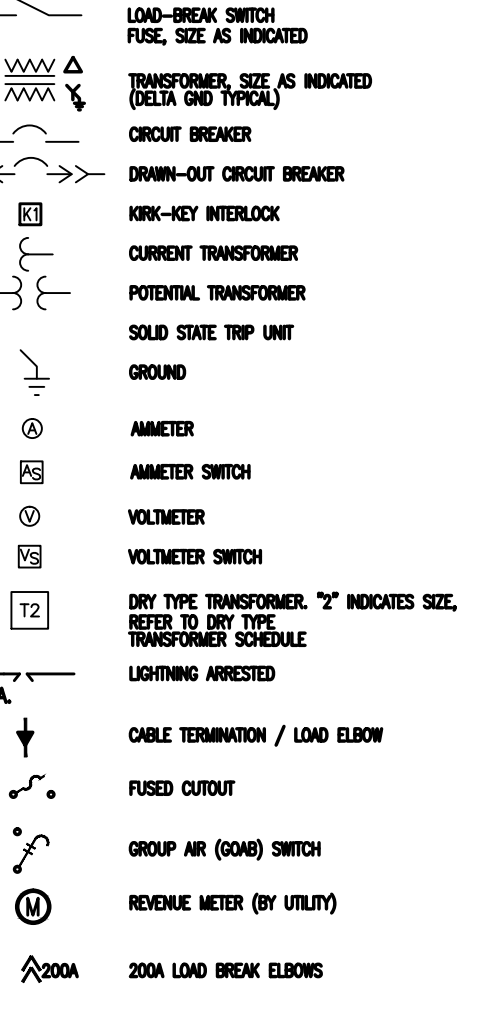 LOAD-BREAK SWITCH
FUSE, SIZE AS INDICATED
TRANSFORMER, SIZE AS INDICATED
(DELTA GND TYPICAL)
CIRCUIT BREAKER
DRAWN-OUT CIRCUIT BREAKER
K1 KIRK-KEY INTERLOCK
CURRENT TRANSFORMER
POTENTIAL TRANSFORMER
SOLID STATE TRIP UNIT
GROUND
A AMMETER
AS AMMETER SWITCH
V VOLTMETER
VS VOLTMETER SWITCH
T2 DRY TYPE TRANSFORMER. "2" INDICATES SIZE,
REFER TO DRY TYPE
TRANSFORMER SCHEDULE
LIGHTNING ARRESTED
A.
CABLE TERMINATION / LOAD ELBOW
FUSED CUTOUT
GROUP AIR (GOAB) SWITCH
M REVENUE METER (BY UTILITY)
200A 200A LOAD BREAK ELBOWS